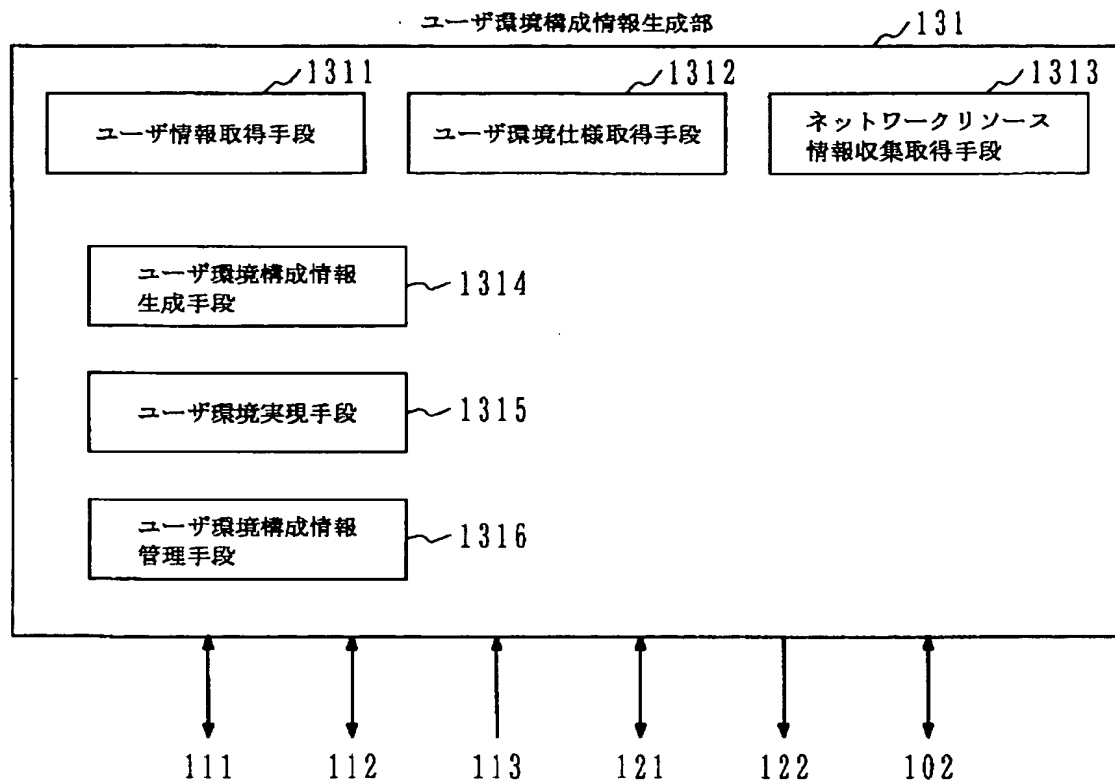 ユーザ環境構成情報生成部
131
1311
1312
1313
ユーザ情報取得手段
ユーザ環境仕様取得手段
ネットワークリソース
情報収集取得手段
ユーザ環境構成情報
生成手段
1314
ユーザ環境実現手段
1315
ユーザ環境構成情報
管理手段
1316
111
112
113
121
122
102